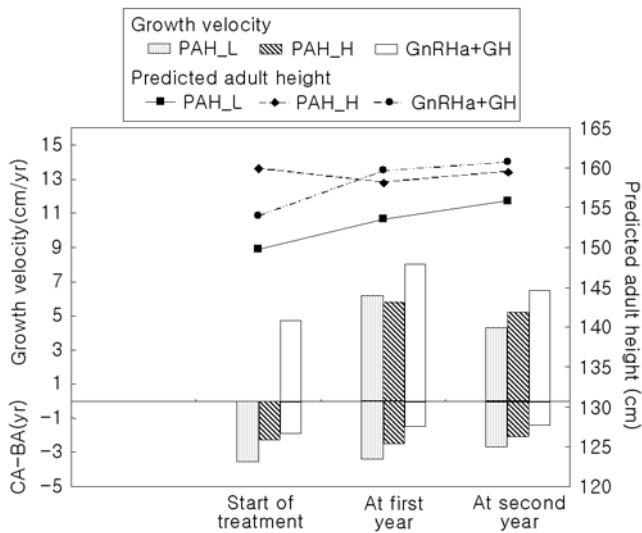 Growth velocity
PAH_L PAH_H GnRHa+GH
Predicted adult height
PAH_L PAH_H GnRHa+GH
Growth velocity(cm/yr)
CA-BA(yr)
15
13
11
9
7
5
3
1
-1
-3
-5
165
160
155
150
145
140
135
130
125
120
Predicted adult height (cm)
Start of treatment
At first year
At second year